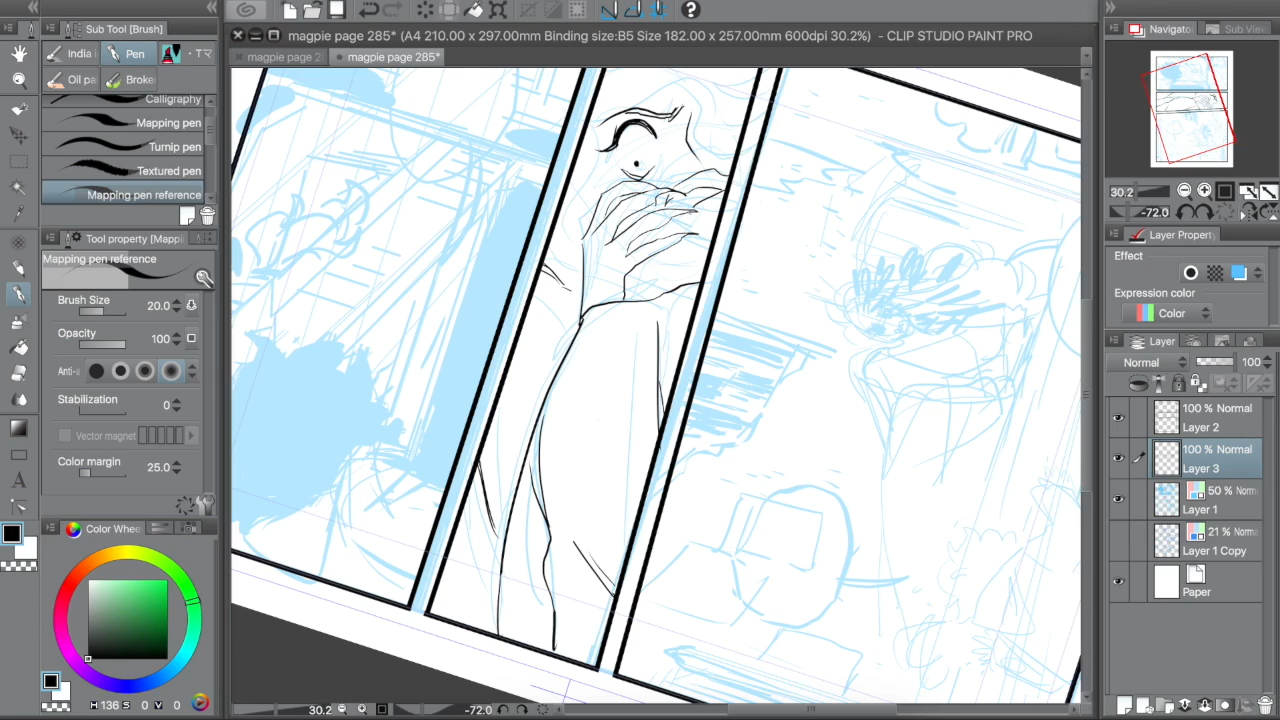 Sub Tool [Brush]
magpie page 285* (A4 210.00 x 297.00mm Binding size:B5 Size 182.00 x 257.00mm 600dpi 30.2%) - CLIP STUDIO PAINT PRO
Navigato
Sub View
India i
Pen
magpie page 2
magpie page 285*
Oil pa
Broke
Calligraphy
Mapping pen
Turnip pen
Textured pen
Mapping pen reference
30.2
-72.0
Tool property [Mappi
Layer Property
Mapping pen reference
Effect
Brush Size
20.0
Expression color
Color
Opacity
100
Layer
Anti-a
Normal
100
Stabilization
0
100 % Normal
Layer 2
Vector magnet
100 % Normal
Layer 3
Color margin
25.0
50 % Norm
Layer 1
Color Whee
21 % Normal
Layer 1 Copy
Paper
H 136 S 0 V 0
30.2
-72.0